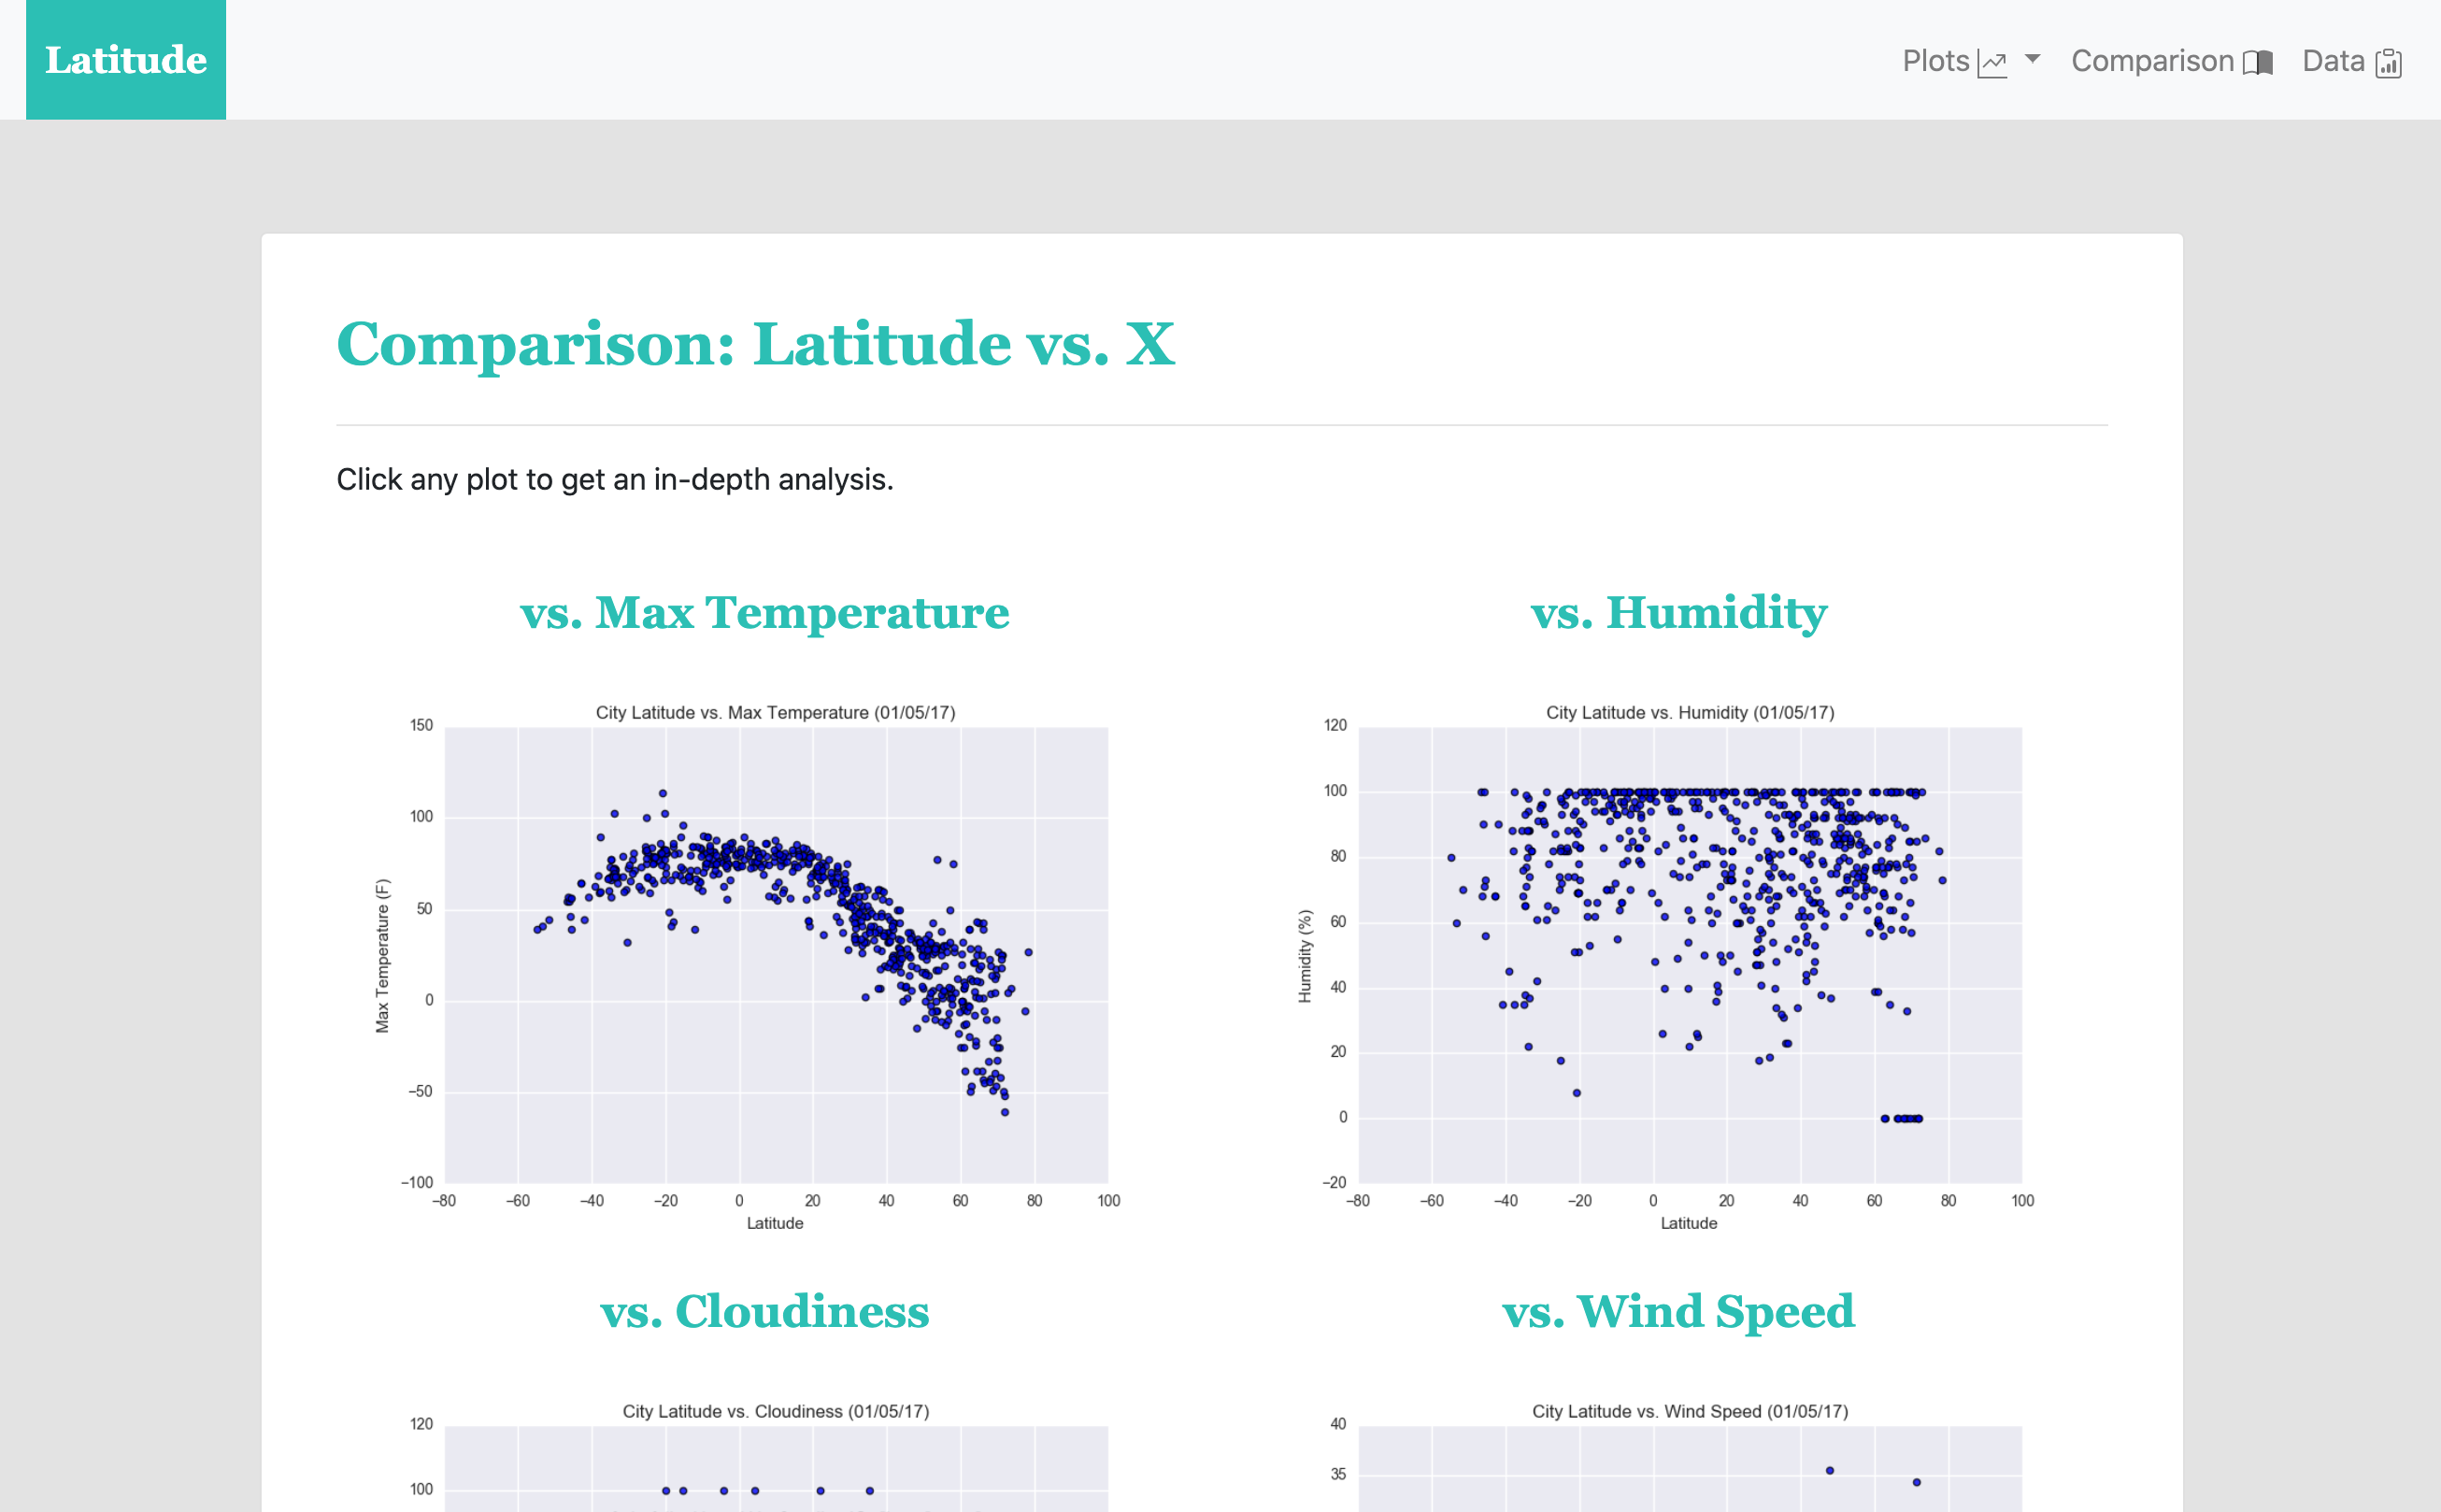 Latitude
Plots Comparison Data
Comparison: Latitude vs. X
Click any plot to get an in-depth analysis.
vs. Max Temperature
City Latitude vs. Max Temperature (01/05/17)
150
100
50
0
−50
−100
Max Temperature (F)
−80 −60 −40 −20 0 20 40 60 80 100
Latitude
vs. Humidity
City Latitude vs. Humidity (01/05/17)
120
100
80
60
40
20
0
−20
Humidity (%)
−80 −60 −40 −20 0 20 40 60 80 100
Latitude
vs. Cloudiness
City Latitude vs. Cloudiness (01/05/17)
120
100
vs. Wind Speed
City Latitude vs. Wind Speed (01/05/17)
40
35